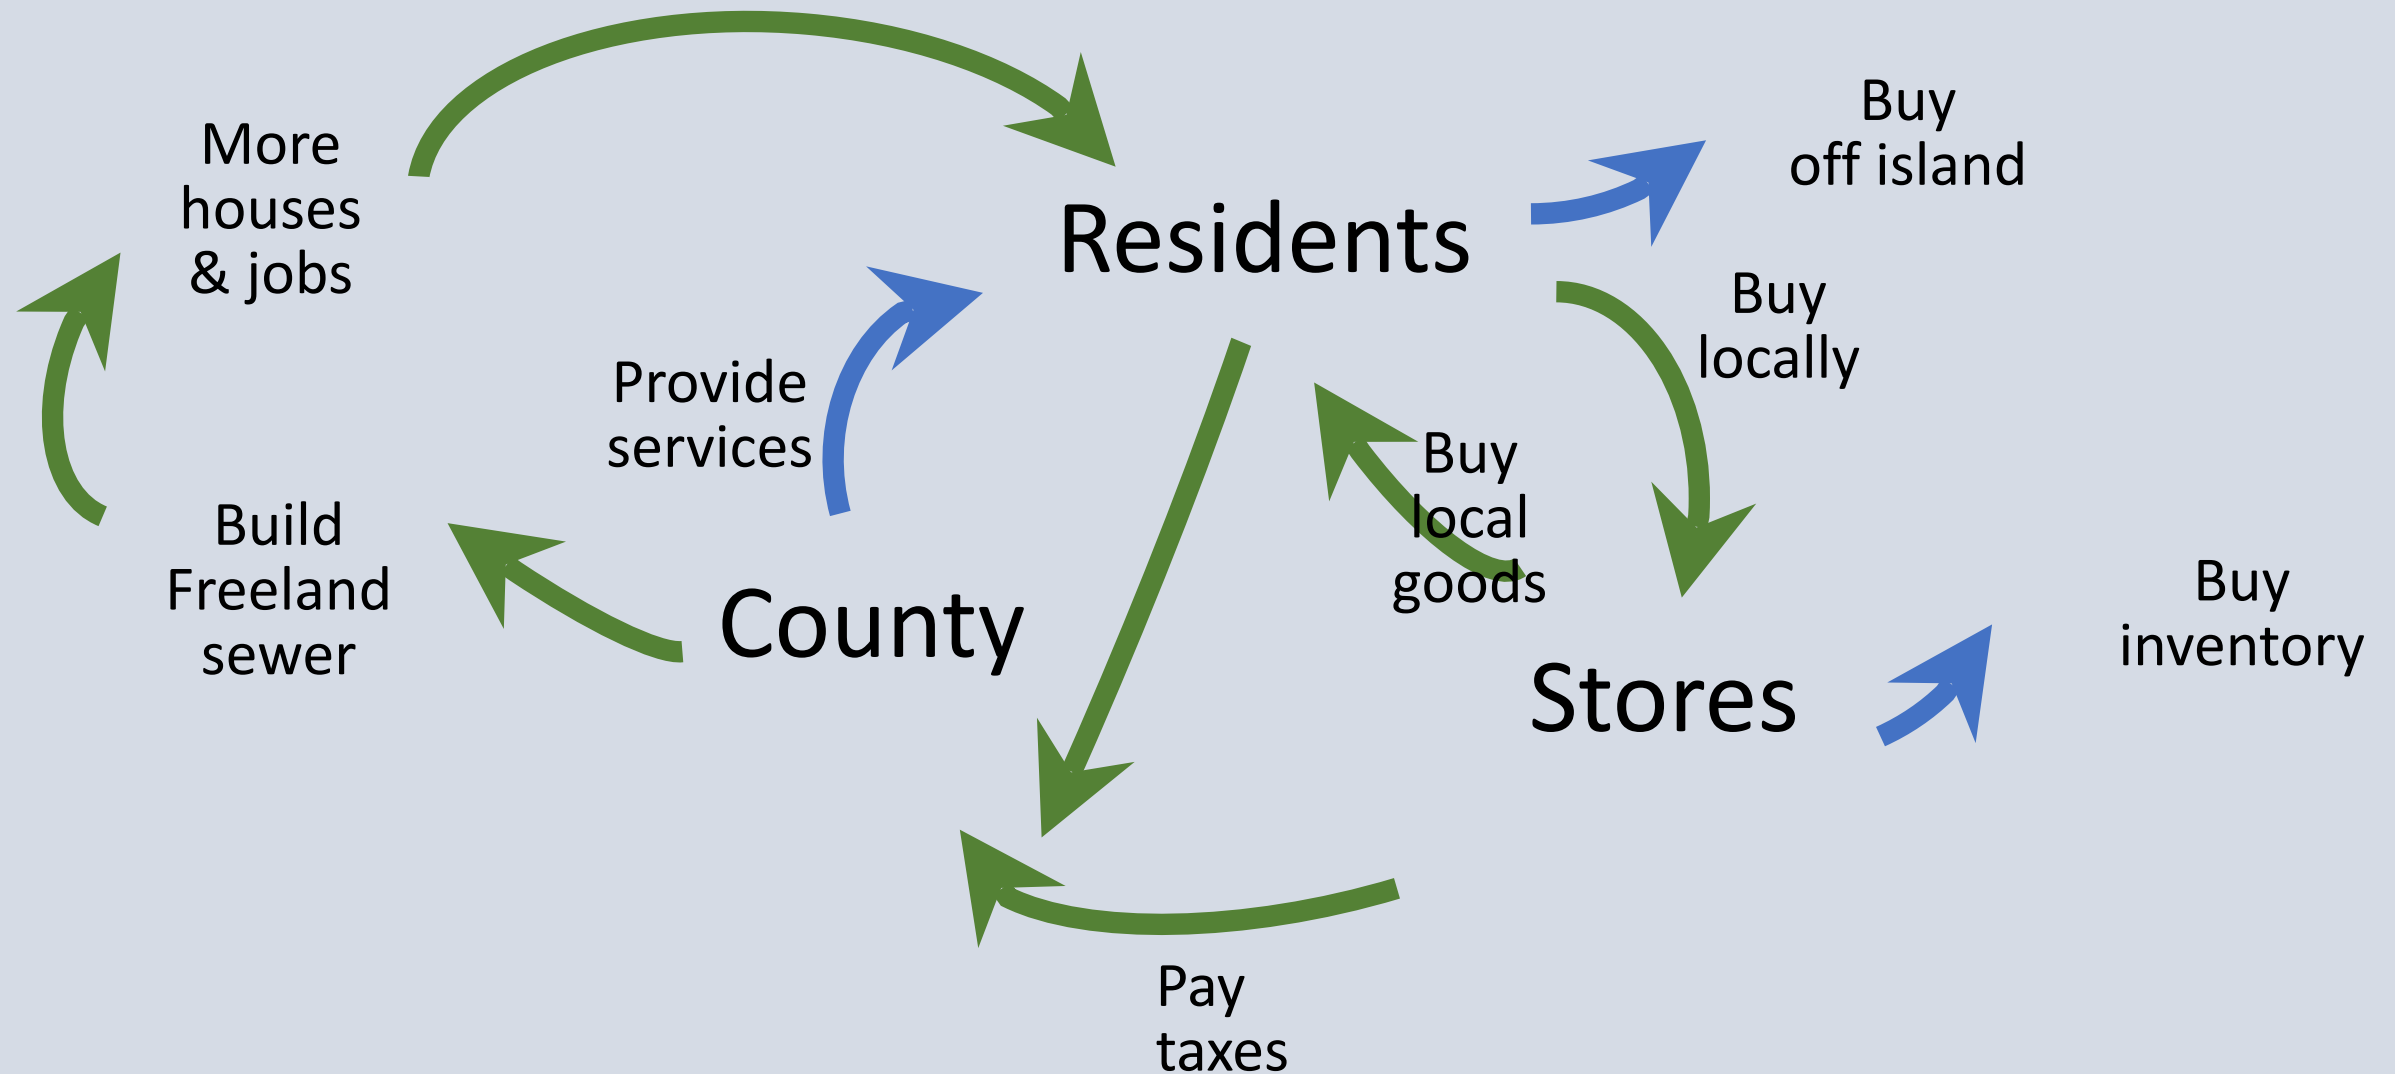 More
houses
& jobs
Residents
Buy
off island
Buy
locally
Provide
services
Buy
local
goods
Build
Freeland
sewer
County
Stores
Buy
inventory
Pay
taxes